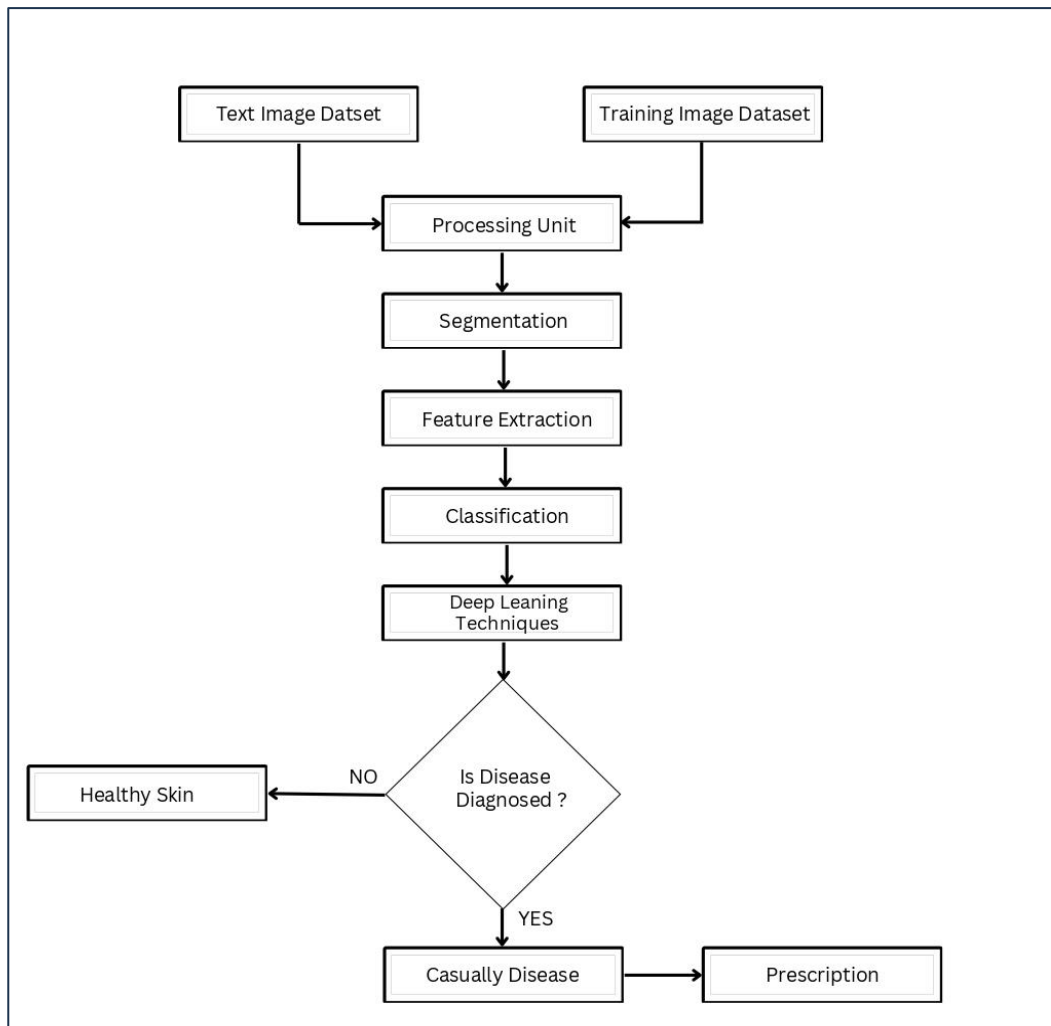 Text Image Datset
Training Image Dataset
Processing Unit
Segmentation
Feature Extraction
Classification
Deep Leaning
Techniques
Is Disease
Diagnosed ?
NO
Healthy Skin
YES
Casually Disease
Prescription